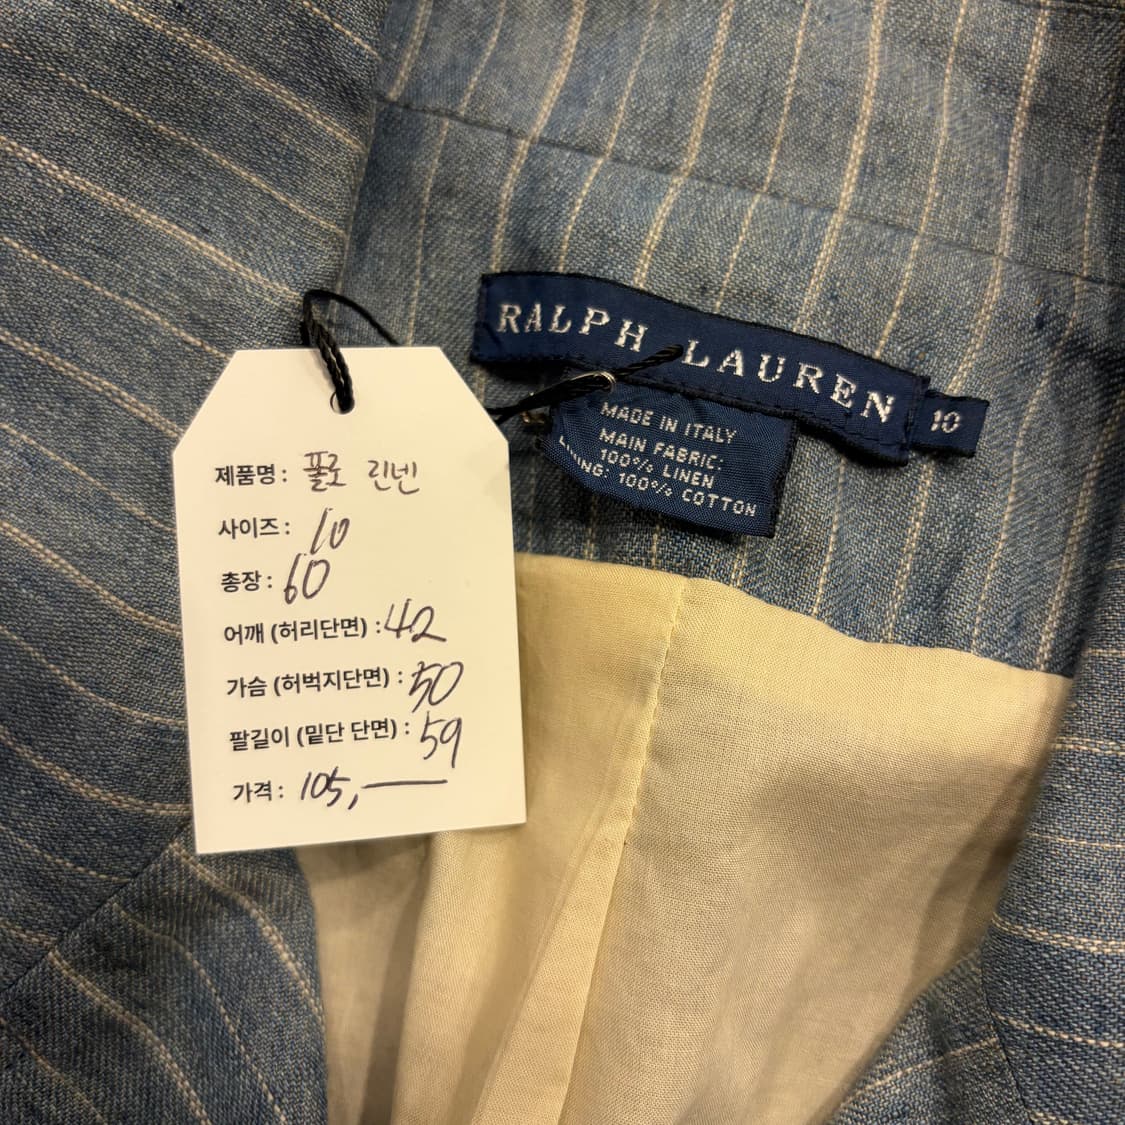 RALPH LAUREN
10
MADE IN ITALY
MAIN FABRIC:
100% LINEN
LINING: 100% COTTON
제품명 : 폴로 린넨
사이즈 : 10
총장 : 60
어깨 (허리단면) : 42
가슴 (허벅지단면) : 50
팔길이 (밑단 단면) : 59
가격 : 105,—